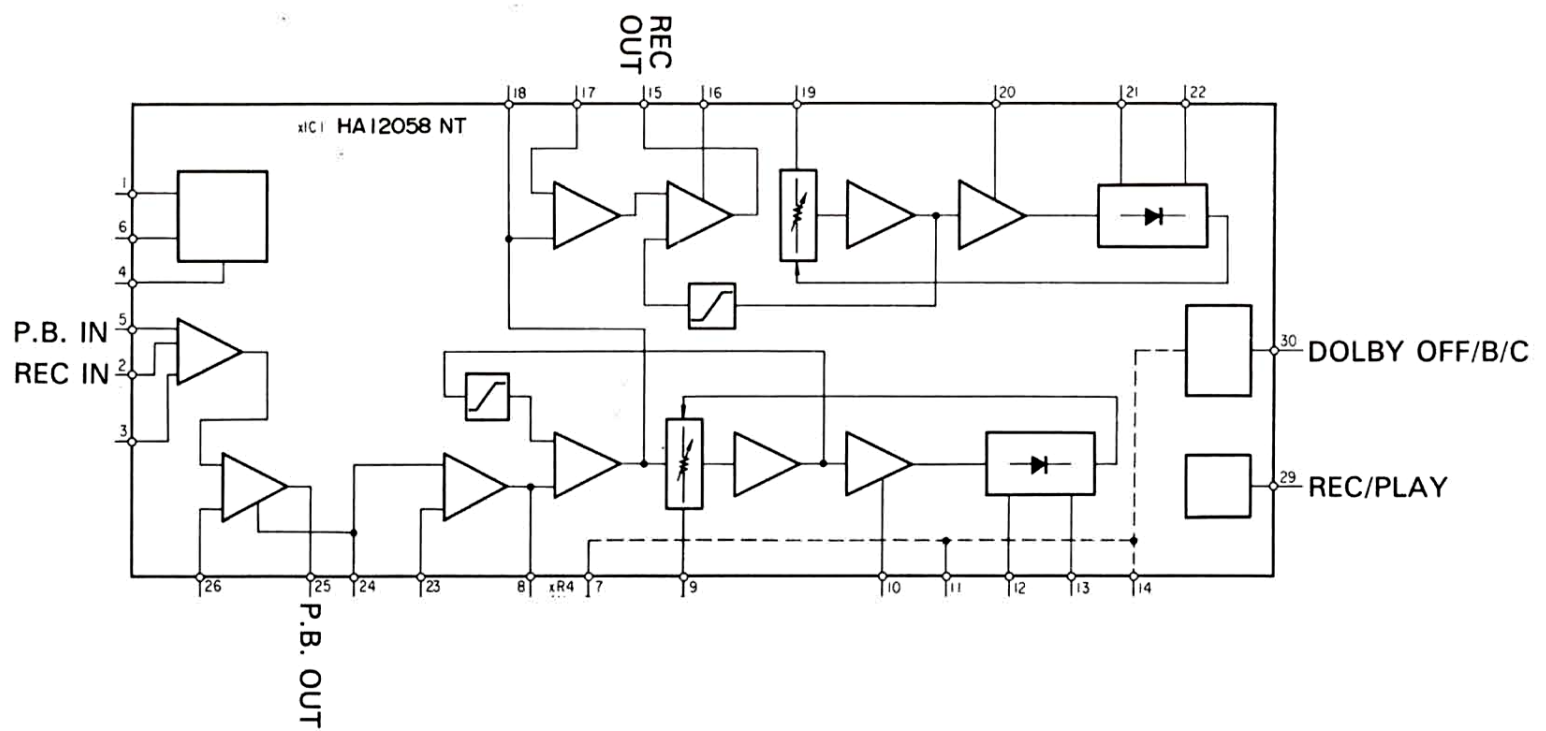 REC
OUT
18 17 15 16 19 20 21 22
xIC1 HA12058 NT
1
6
4
P.B. IN 5
REC IN 2
3
30 DOLBY OFF/B/C
29 REC/PLAY
26 25 24 23 8 xR4 7 9 10 11 12 13 14
P.B. OUT